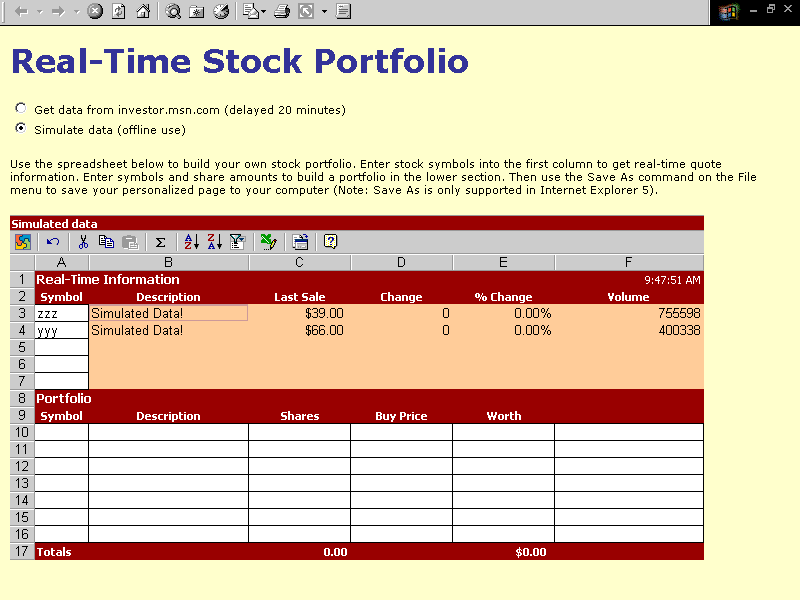 Real-Time Stock Portfolio
Get data from investor.msn.com (delayed 20 minutes)
Simulate data (offline use)
Use the spreadsheet below to build your own stock portfolio. Enter stock symbols into the first column to get real-time quote
information. Enter symbols and share amounts to build a portfolio in the lower section. Then use the Save As command on the File
menu to save your personalized page to your computer (Note: Save As is only supported in Internet Explorer 5).
Simulated data
A B C D E F
1 Real-Time Information 9:47:51 AM
2 Symbol Description Last Sale Change % Change Volume
3 zzz Simulated Data! $39.00 0 0.00% 755598
4 yyy Simulated Data! $66.00 0 0.00% 400338
5
6
7
8 Portfolio
9 Symbol Description Shares Buy Price Worth
10
11
12
13
14
15
16
17 Totals 0.00 $0.00